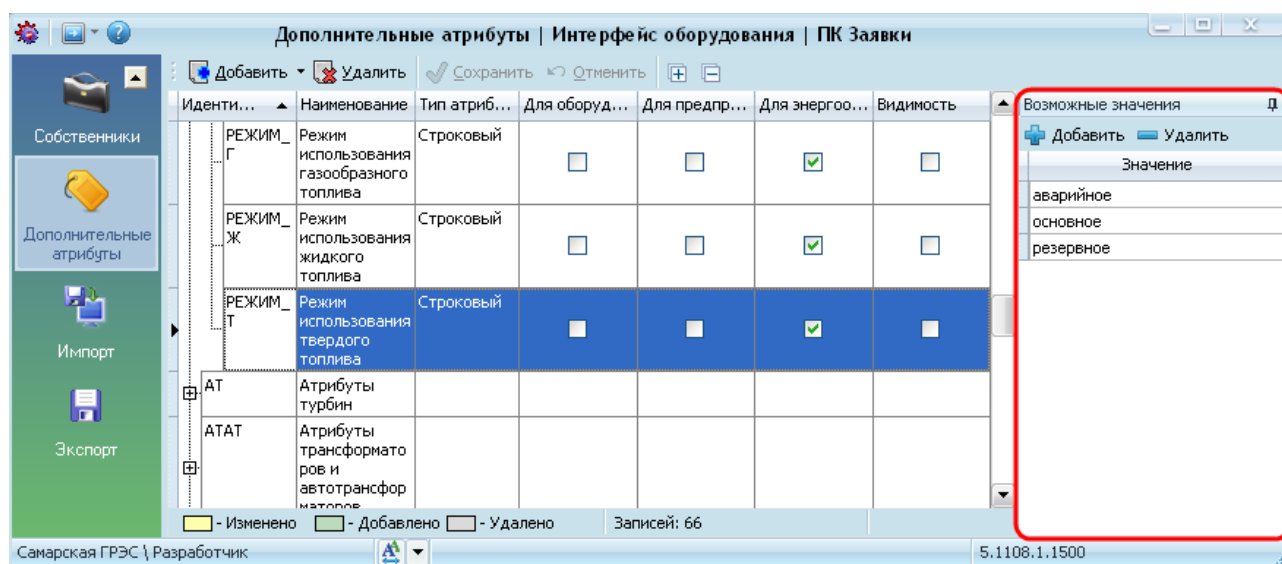 Дополнительные атрибуты | Интерфейс оборудования | ПК Заявки
Добавить Удалить Сохранить Отменить
Иденти... Наименование Тип атриб... Для оборуд... Для предпр... Для энергоо... Видимость
РЕЖИМ_
Г
Режим
использования
газообразного
топлива
Строковый
РЕЖИМ_
Ж
Режим
использования
жидкого
топлива
Строковый
РЕЖИМ_
Т
Режим
использования
твердого
топлива
Строковый
АТ
Атрибуты
турбин
АТАТ
Атрибуты
трансформато
ров и
автотрансфор
маторов
Собственники
Дополнительные
атрибуты
Импорт
Экспорт
Возможные значения
Добавить Удалить
Значение
аварийное
основное
резервное
- Изменено - Добавлено - Удалено Записей: 66
Самарская ГРЭС \ Разработчик 5.1108.1.1500